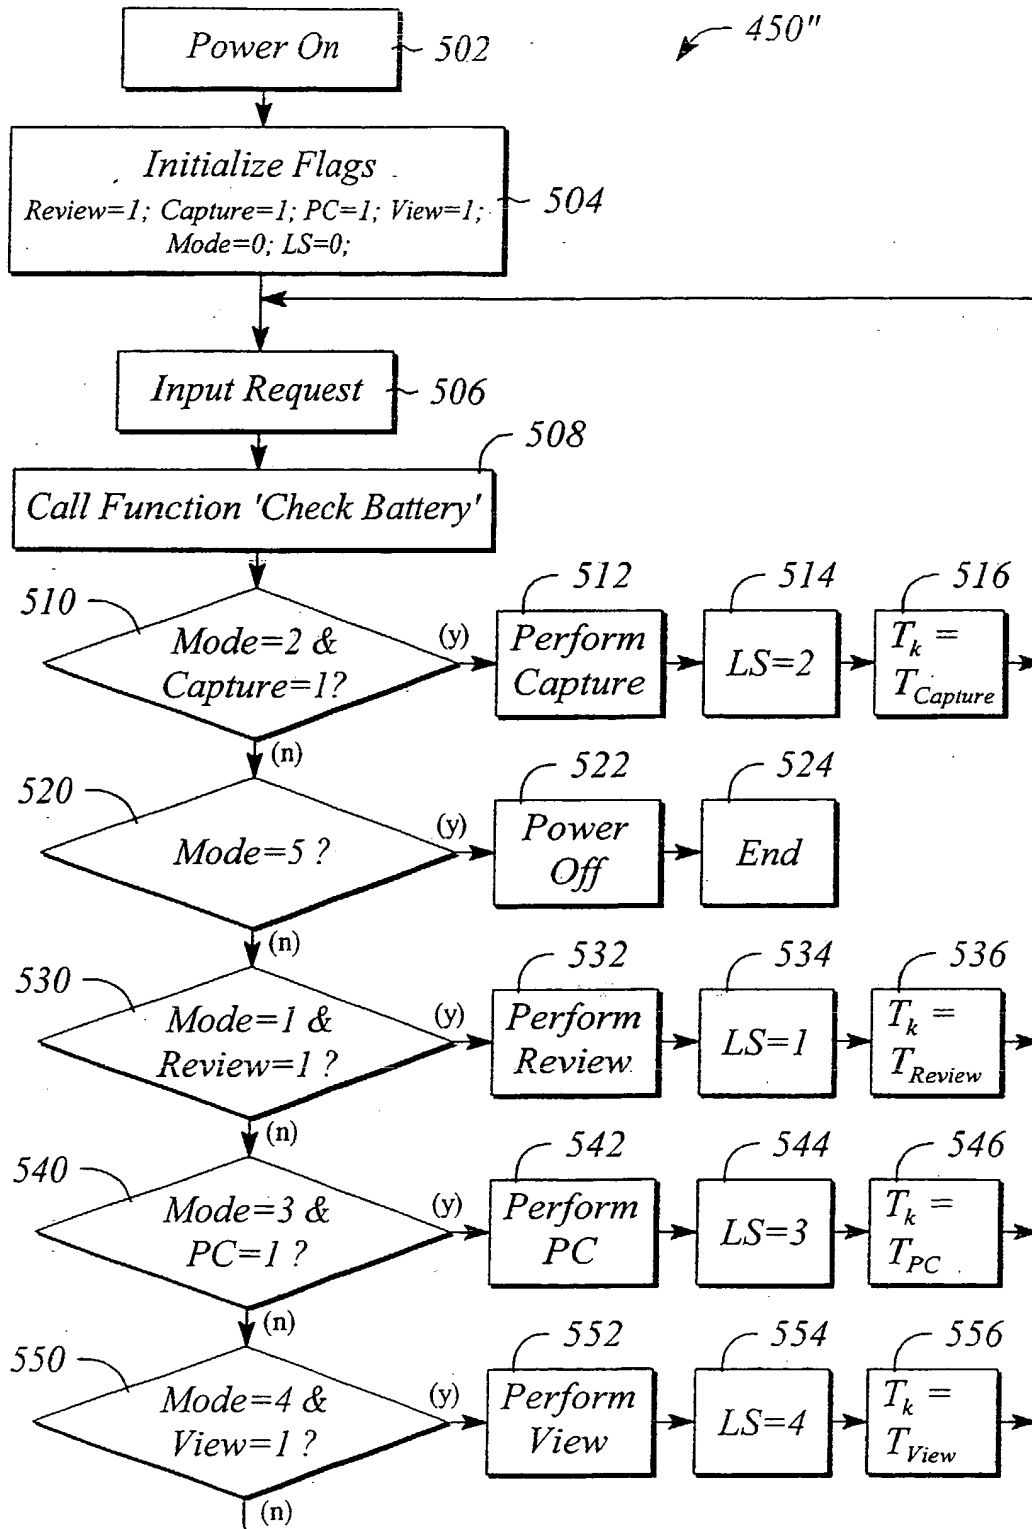 450"
Power On
502
Initialize Flags
Review=1; Capture=1; PC=1; View=1;
Mode=0; LS=0;
504
Input Request
506
508
Call Function 'Check Battery'
510
Mode=2 &
Capture=1?
(y)
(n)
512
Perform
Capture
514
LS=2
516
Tk =
TCapture
520
Mode=5 ?
(y)
(n)
522
Power
Off
524
End
530
Mode=1 &
Review=1 ?
(y)
(n)
532
Perform
Review
534
LS=1
536
Tk =
TReview
540
Mode=3 &
PC=1 ?
(y)
(n)
542
Perform
PC
544
LS=3
546
Tk =
TPC
550
Mode=4 &
View=1 ?
(y)
(n)
552
Perform
View
554
LS=4
556
Tk =
TView